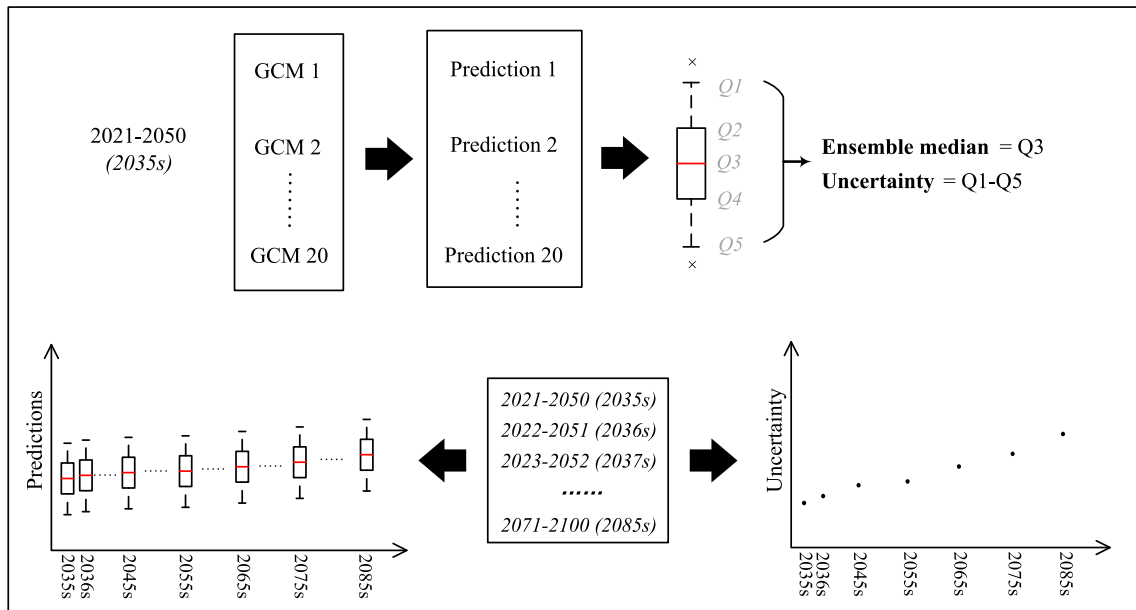 2021-2050
(2035s)
GCM 1
GCM 2
GCM 20
Prediction 1
Prediction 2
Prediction 20
Q1
Q2
Q3
Q4
Q5
Ensemble median = Q3
Uncertainty = Q1-Q5
Predictions
2035s
2036s
2045s
2055s
2065s
2075s
2085s
2021-2050 (2035s)
2022-2051 (2036s)
2023-2052 (2037s)
......
2071-2100 (2085s)
Uncertainty
2035s
2036s
2045s
2055s
2065s
2075s
2085s